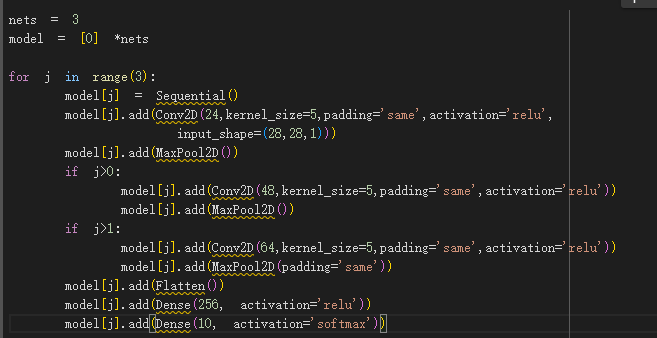 nets = 3
model = [0] *nets
for j in range(3):
model[j] = Sequential()
model[j].add(Conv2D(24,kernel_size=5,padding='same',activation='relu',
input_shape=(28,28,1)))
model[j].add(MaxPool2D())
if j>0:
model[j].add(Conv2D(48,kernel_size=5,padding='same',activation='relu'))
model[j].add(MaxPool2D())
if j>1:
model[j].add(Conv2D(64,kernel_size=5,padding='same',activation='relu'))
model[j].add(MaxPool2D(padding='same'))
model[j].add(Flatten())
model[j].add(Dense(256, activation='relu'))
model[j].add(Dense(10, activation='softmax'))